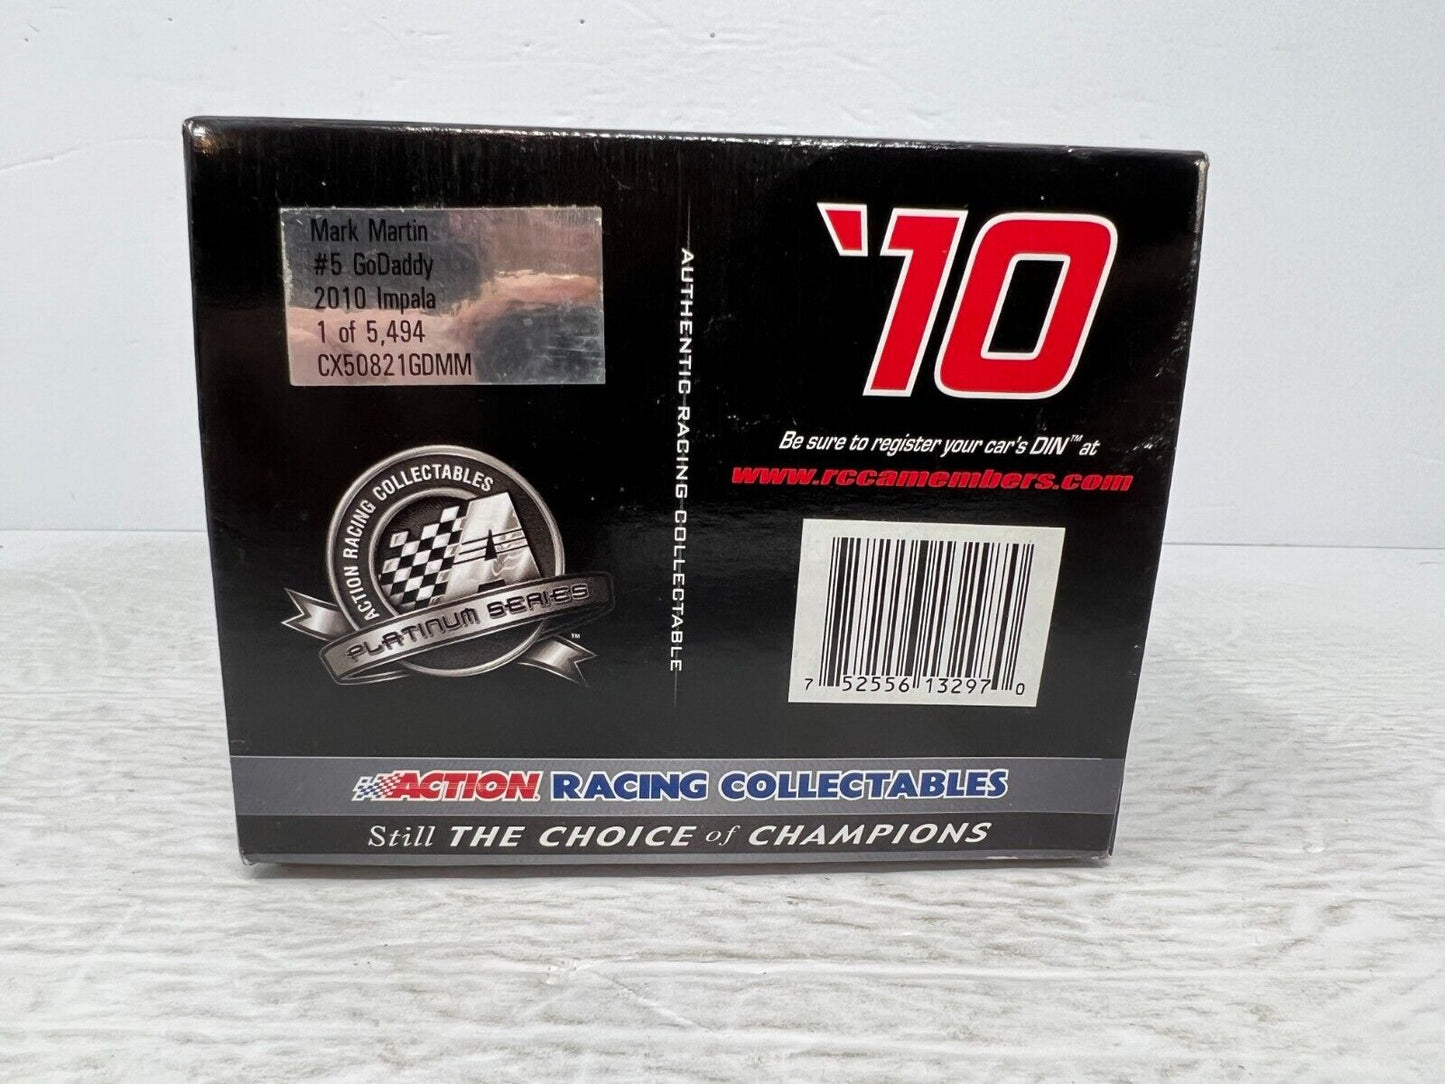 Mark Martin
#5 GoDaddy
2010 Impala
1 of 5,494
CX50821GDMM
ACTION RACING COLLECTABLES
A
PLATINUM SERIES
™
AUTHENTIC RACING COLLECTABLE
'10
Be sure to register your car's DIN™ at
www.rccamembers.com
7 52556 13297 0
ACTION RACING COLLECTABLES
Still THE CHOICE of CHAMPIONS